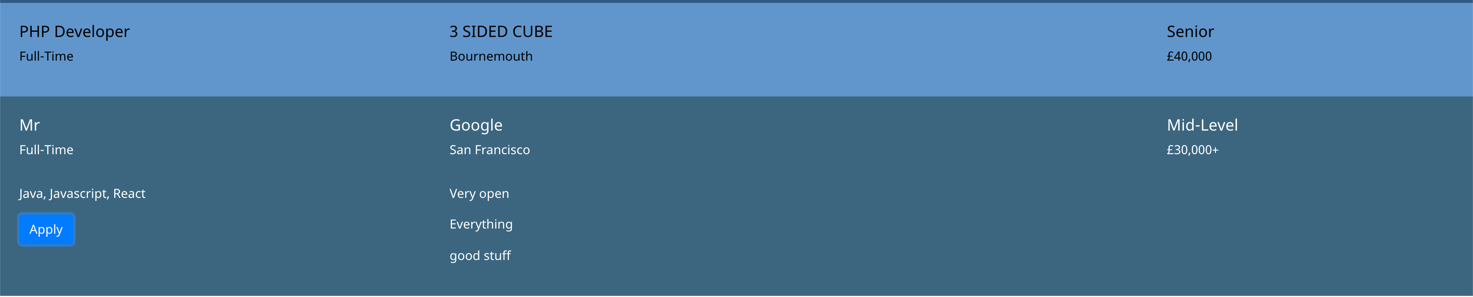 PHP Developer 3 SIDED CUBE Senior
Full-Time Bournemouth £40,000
Mr Google Mid-Level
Full-Time San Francisco £30,000+
Java, Javascript, React Very open
Everything
Apply
good stuff